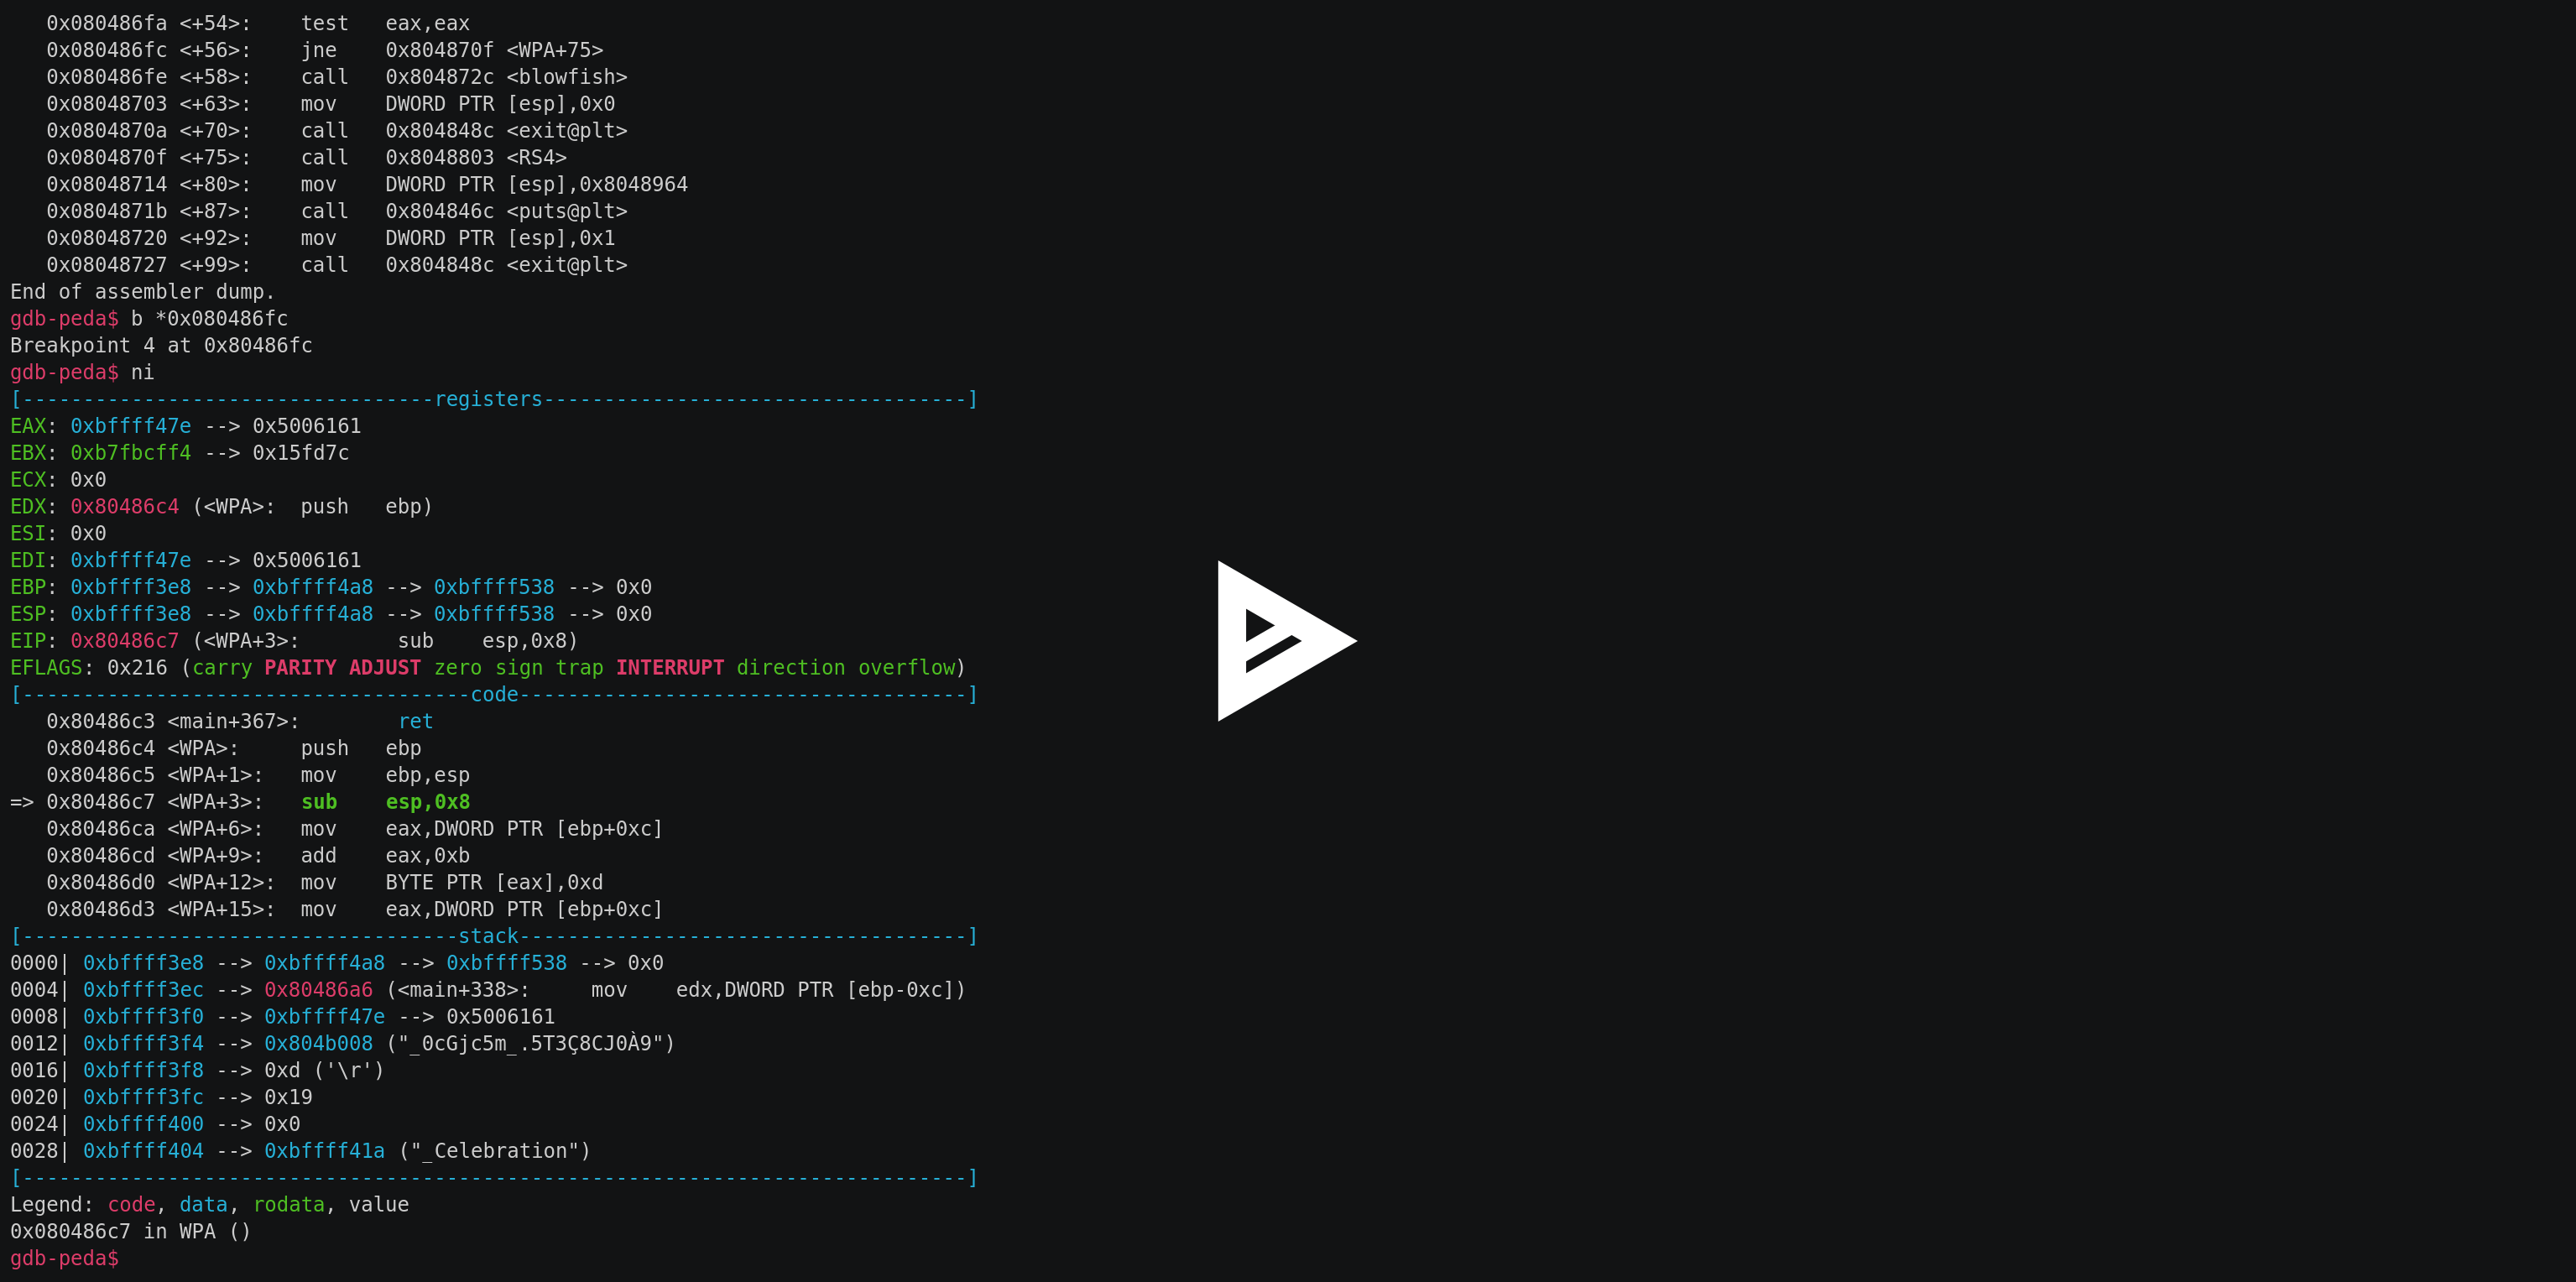 0x080486fa <+54>:    test   eax,eax
0x080486fc <+56>:    jne    0x804870f <WPA+75>
0x080486fe <+58>:    call   0x804872c <blowfish>
0x08048703 <+63>:    mov    DWORD PTR [esp],0x0
0x0804870a <+70>:    call   0x804848c <exit@plt>
0x0804870f <+75>:    call   0x8048803 <RS4>
0x08048714 <+80>:    mov    DWORD PTR [esp],0x8048964
0x0804871b <+87>:    call   0x804846c <puts@plt>
0x08048720 <+92>:    mov    DWORD PTR [esp],0x1
0x08048727 <+99>:    call   0x804848c <exit@plt>
End of assembler dump.
gdb-peda$ b *0x080486fc
Breakpoint 4 at 0x80486fc
gdb-peda$ ni
[----------------------------------registers-----------------------------------]
EAX: 0xbffff47e --> 0x5006161
EBX: 0xb7fbcff4 --> 0x15fd7c
ECX: 0x0
EDX: 0x80486c4 (<WPA>:  push   ebp)
ESI: 0x0
EDI: 0xbffff47e --> 0x5006161
EBP: 0xbffff3e8 --> 0xbffff4a8 --> 0xbffff538 --> 0x0
ESP: 0xbffff3e8 --> 0xbffff4a8 --> 0xbffff538 --> 0x0
EIP: 0x80486c7 (<WPA+3>:        sub    esp,0x8)
EFLAGS: 0x216 (carry PARITY ADJUST zero sign trap INTERRUPT direction overflow)
[-------------------------------------code-------------------------------------]
0x80486c3 <main+367>:        ret
0x80486c4 <WPA>:     push   ebp
0x80486c5 <WPA+1>:   mov    ebp,esp
=> 0x80486c7 <WPA+3>:   sub    esp,0x8
0x80486ca <WPA+6>:   mov    eax,DWORD PTR [ebp+0xc]
0x80486cd <WPA+9>:   add    eax,0xb
0x80486d0 <WPA+12>:  mov    BYTE PTR [eax],0xd
0x80486d3 <WPA+15>:  mov    eax,DWORD PTR [ebp+0xc]
[------------------------------------stack-------------------------------------]
0000| 0xbffff3e8 --> 0xbffff4a8 --> 0xbffff538 --> 0x0
0004| 0xbffff3ec --> 0x80486a6 (<main+338>:     mov    edx,DWORD PTR [ebp-0xc])
0008| 0xbffff3f0 --> 0xbffff47e --> 0x5006161
0012| 0xbffff3f4 --> 0x804b008 ("_0cGjc5m_.5T3Ç8CJ0À9")
0016| 0xbffff3f8 --> 0xd ('\r')
0020| 0xbffff3fc --> 0x19
0024| 0xbffff400 --> 0x0
0028| 0xbffff404 --> 0xbffff41a ("_Celebration")
[------------------------------------------------------------------------------]
Legend: code, data, rodata, value
0x080486c7 in WPA ()
gdb-peda$